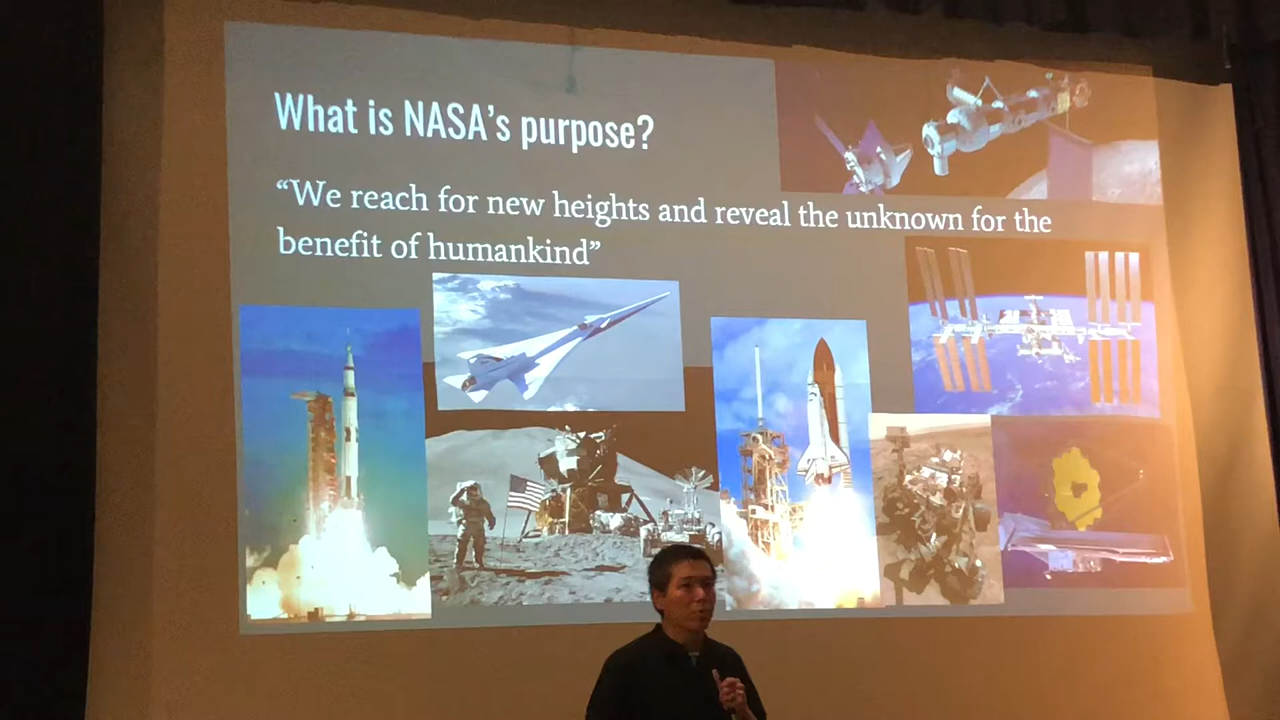 What is NASA's purpose?
“We reach for new heights and reveal the unknown for the
benefit of humankind”